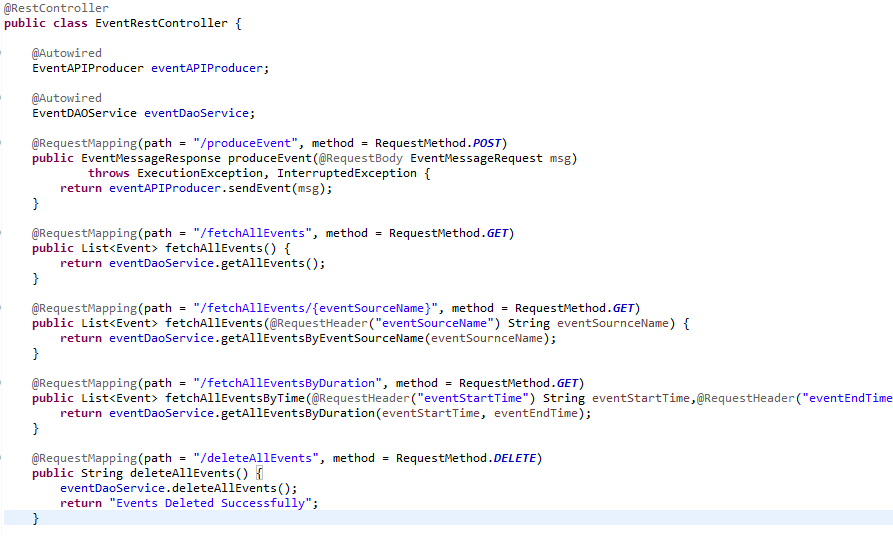 @RestController
public class EventRestController {
@Autowired
EventAPIProducer eventAPIProducer;
@Autowired
EventDAOService eventDaoService;
@RequestMapping(path = "/produceEvent", method = RequestMethod.POST)
public EventMessageResponse produceEvent(@RequestBody EventMessageRequest msg)
throws ExecutionException, InterruptedException {
return eventAPIProducer.sendEvent(msg);
}
@RequestMapping(path = "/fetchAllEvents", method = RequestMethod.GET)
public List<Event> fetchAllEvents() {
return eventDaoService.getAllEvents();
}
@RequestMapping(path = "/fetchAllEvents/{eventSourceName}", method = RequestMethod.GET)
public List<Event> fetchAllEvents(@RequestHeader("eventSourceName") String eventSournceName) {
return eventDaoService.getAllEventsByEventSourceName(eventSournceName);
}
@RequestMapping(path = "/fetchAllEventsByDuration", method = RequestMethod.GET)
public List<Event> fetchAllEventsByTime(@RequestHeader("eventStartTime") String eventStartTime,@RequestHeader("eventEndTime
return eventDaoService.getAllEventsByDuration(eventStartTime, eventEndTime);
}
@RequestMapping(path = "/deleteAllEvents", method = RequestMethod.DELETE)
public String deleteAllEvents() {
eventDaoService.deleteAllEvents();
return "Events Deleted Successfully";
}